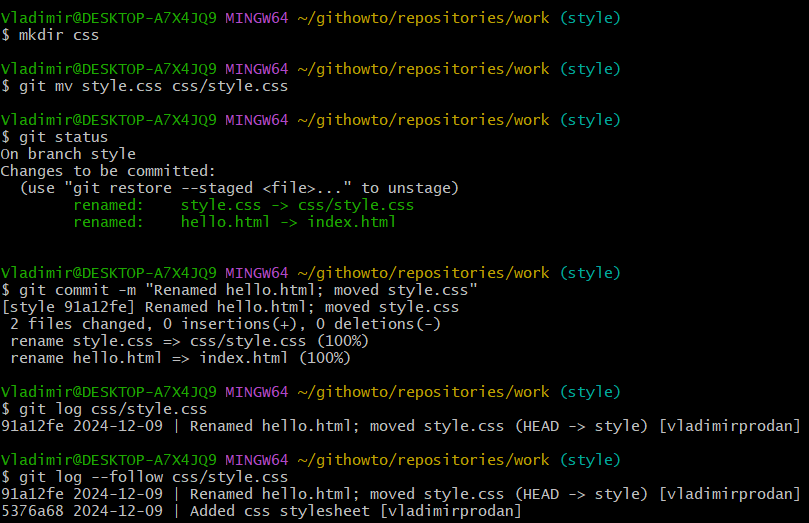 Vladimir@DESKTOP-A7X4JQ9 MINGW64 ~/githowto/repositories/work (style)
$ mkdir css
Vladimir@DESKTOP-A7X4JQ9 MINGW64 ~/githowto/repositories/work (style)
$ git mv style.css css/style.css
Vladimir@DESKTOP-A7X4JQ9 MINGW64 ~/githowto/repositories/work (style)
$ git status
On branch style
Changes to be committed:
  (use "git restore --staged <file>..." to unstage)
        renamed:    style.css -> css/style.css
        renamed:    hello.html -> index.html
Vladimir@DESKTOP-A7X4JQ9 MINGW64 ~/githowto/repositories/work (style)
$ git commit -m "Renamed hello.html; moved style.css"
[style 91a12fe] Renamed hello.html; moved style.css
 2 files changed, 0 insertions(+), 0 deletions(-)
 rename style.css => css/style.css (100%)
 rename hello.html => index.html (100%)
Vladimir@DESKTOP-A7X4JQ9 MINGW64 ~/githowto/repositories/work (style)
$ git log css/style.css
91a12fe 2024-12-09 | Renamed hello.html; moved style.css (HEAD -> style) [vladimirprodan]
Vladimir@DESKTOP-A7X4JQ9 MINGW64 ~/githowto/repositories/work (style)
$ git log --follow css/style.css
91a12fe 2024-12-09 | Renamed hello.html; moved style.css (HEAD -> style) [vladimirprodan]
5376a68 2024-12-09 | Added css stylesheet [vladimirprodan]